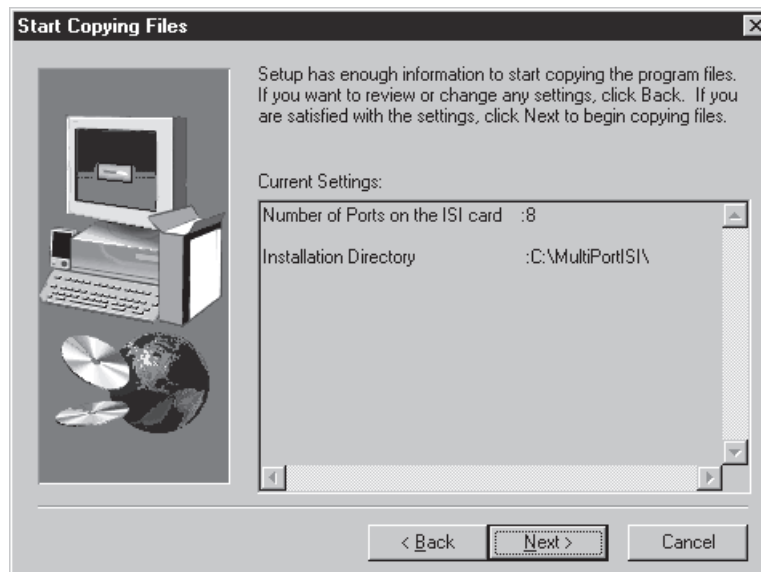 Start Copying Files
Setup has enough information to start copying the program files.
If you want to review or change any settings, click Back. If you
are satisfied with the settings, click Next to begin copying files.
Current Settings:
Number of Ports on the ISI card :8
Installation Directory :C:\MultiPortISI\
< Back
Next >
Cancel